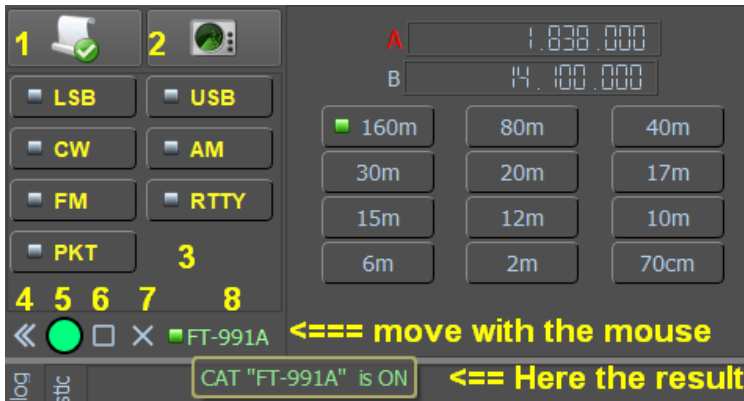 1 2
A 1.838.000
B 14.100.000
LSB USB
160m 80m 40m
CW AM
30m 20m 17m
FM RTTY
15m 12m 10m
PKT 3
6m 2m 70cm
4 5 6 7 8
FT-991A <=== move with the mouse
CAT "FT-991A" is ON <== Here the result
log
stic